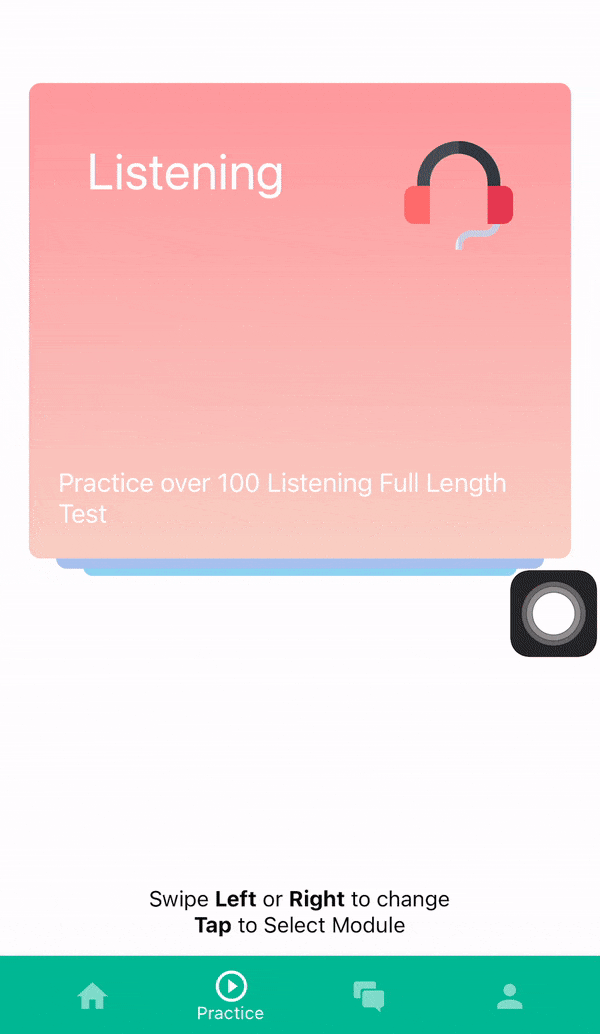 Listening
Practice over 100 Listening Full Length
Test
Swipe Left or Right to change
Tap to Select Module
Practice